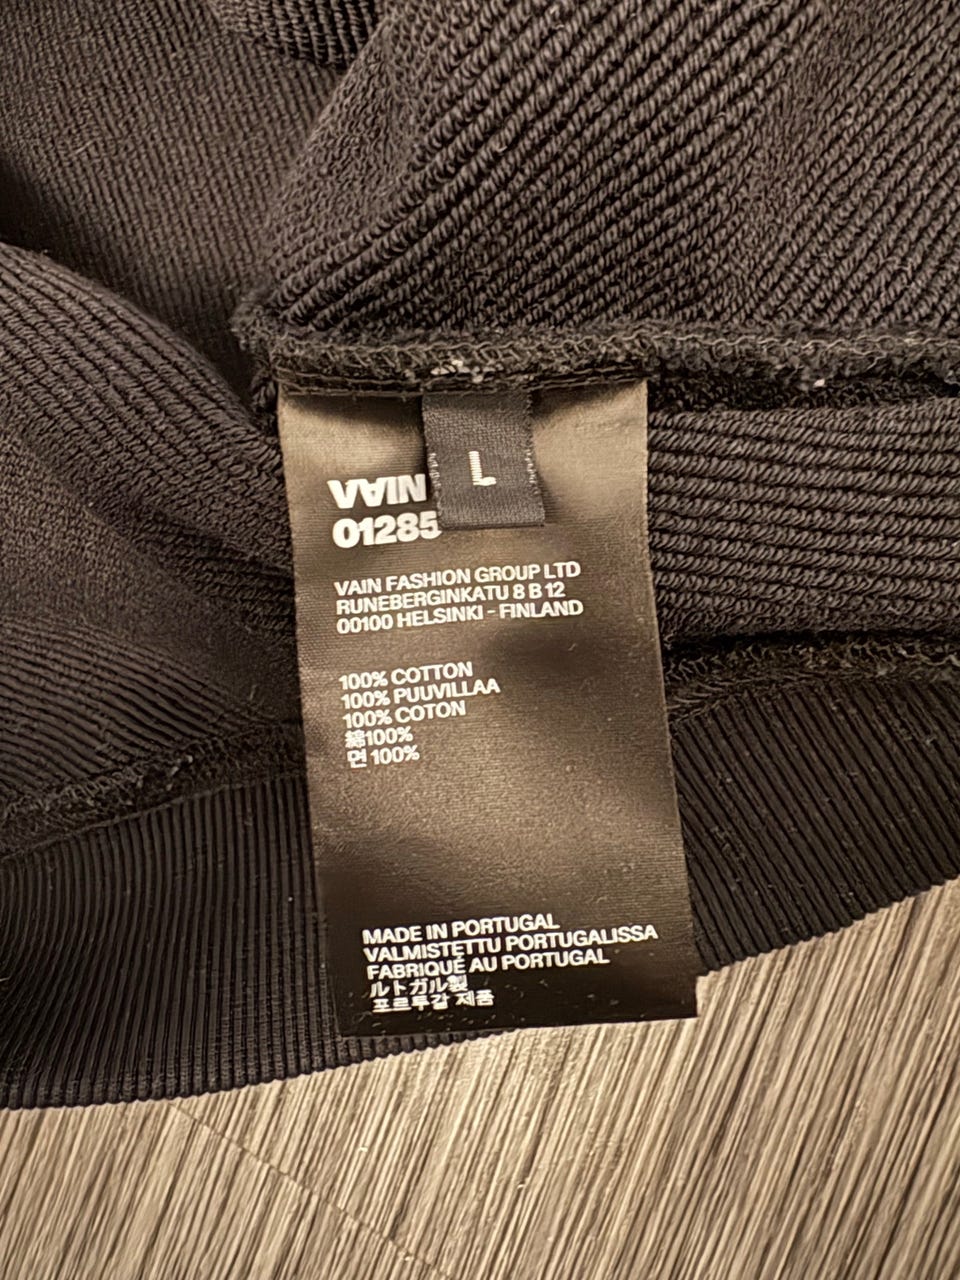 L
VAIN
01285
VAIN FASHION GROUP LTD
RUNEBERGINKATU 8 B 12
00100 HELSINKI - FINLAND
100% COTTON
100% PUUVILLAA
100% COTON
綿100%
면 100%
MADE IN PORTUGAL
VALMISTETTU PORTUGALISSA
FABRIQUÉ AU PORTUGAL
ルトガル製
포르투갈 제품